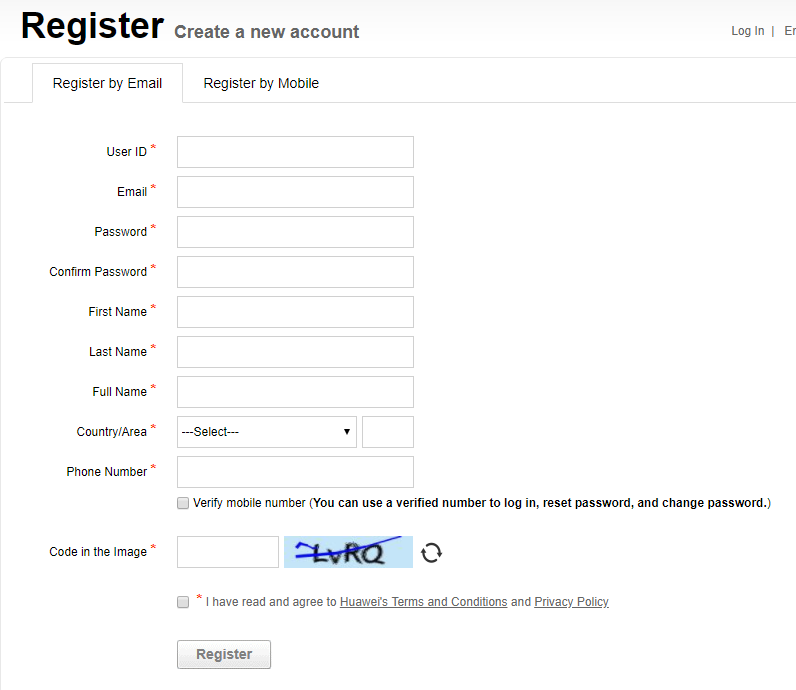 Register Create a new account
Log In | Er
Register by Email Register by Mobile
User ID *
Email *
Password *
Confirm Password *
First Name *
Last Name *
Full Name *
Country/Area * ---Select---
Phone Number *
Verify mobile number (You can use a verified number to log in, reset password, and change password.)
Code in the Image *
* I have read and agree to Huawei's Terms and Conditions and Privacy Policy
Register